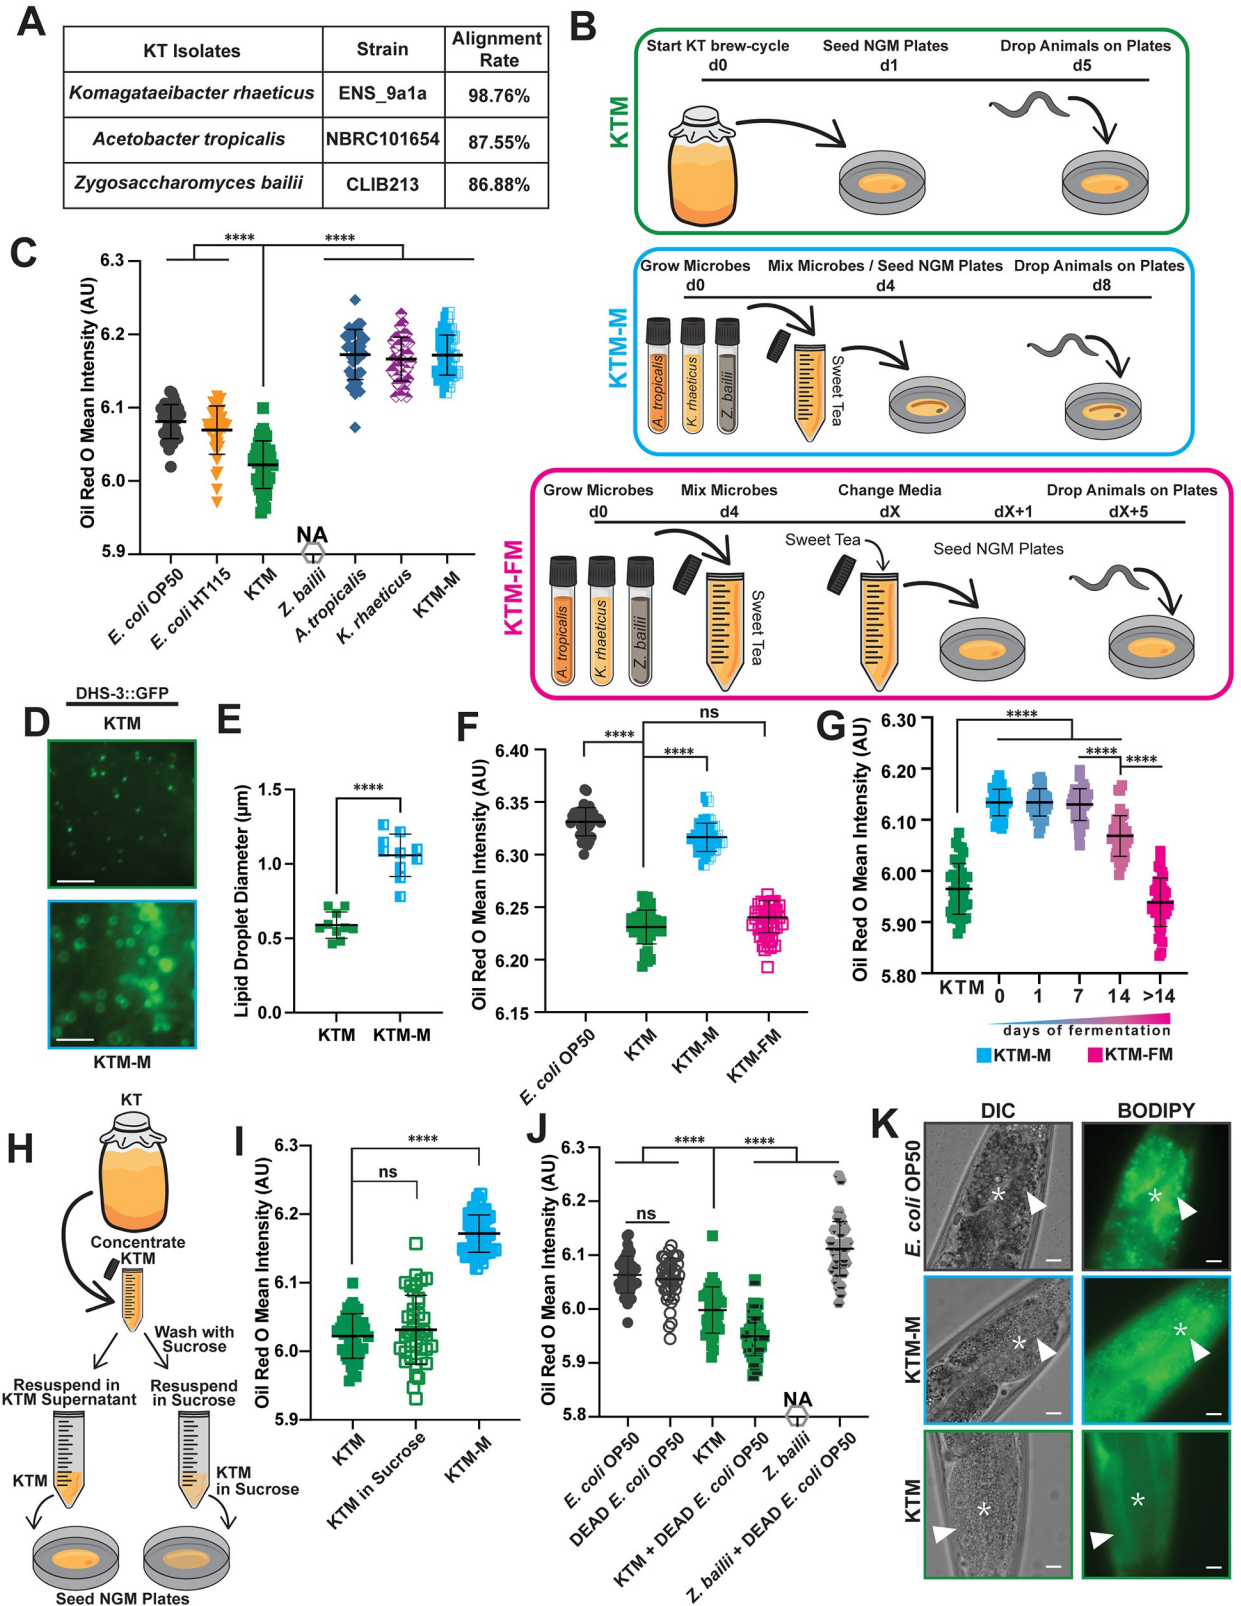 A
KT Isolates
Strain
Alignment
Rate
Komagataeibacter rhaeticus
ENS_9a1a
98.76%
Acetobacter tropicalis
NBRC101654
87.55%
Zygosaccharomyces bailii
CLIB213
86.88%
B
KTM
Start KT brew-cycle
d0
Seed NGM Plates
d1
Drop Animals on Plates
d5
KTM-M
Grow Microbes
d0
Mix Microbes / Seed NGM Plates
d4
Drop Animals on Plates
d8
A. tropicalis
K. rhaeticus
Z. bailii
Sweet Tea
KTM-FM
Grow Microbes
d0
Mix Microbes
d4
Change Media
dX
dX+1
Drop Animals on Plates
dX+5
Sweet Tea
Seed NGM Plates
A. tropicalis
K. rhaeticus
Z. bailii
Sweet Tea
C
Oil Red O Mean Intensity (AU)
6.3
6.2
6.1
6.0
5.9
****
****
NA
E. coli OP50
E. coli HT115
KTM
Z. bailii
A. tropicalis
K. rhaeticus
KTM-M
D
DHS-3::GFP
KTM
KTM-M
E
Lipid Droplet Diameter (µm)
1.5
1.0
0.5
0.0
****
KTM
KTM-M
F
Oil Red O Mean Intensity (AU)
6.40
6.35
6.30
6.25
6.20
6.15
ns
****
****
E. coli OP50
KTM
KTM-M
KTM-FM
G
Oil Red O Mean Intensity (AU)
6.30
6.20
6.10
6.00
5.90
5.80
****
****
****
KTM
0
1
7
14
>14
days of fermentation
KTM-M
KTM-FM
H
KT
Concentrate
KTM
Wash with
Sucrose
Resuspend in
KTM Supernatant
Resuspend
in Sucrose
KTM
KTM
in Sucrose
Seed NGM Plates
I
Oil Red O Mean Intensity (AU)
6.3
6.2
6.1
6.0
5.9
****
ns
KTM
KTM in Sucrose
KTM-M
J
Oil Red O Mean Intensity (AU)
6.3
6.2
6.1
6.0
5.9
5.8
****
****
ns
NA
E. coli OP50
DEAD E. coli OP50
KTM
KTM + DEAD E. coli OP50
Z. bailii
Z. bailii + DEAD E. coli OP50
K
DIC
BODIPY
E. coli OP50
*
*
KTM-M
*
*
KTM
*
*